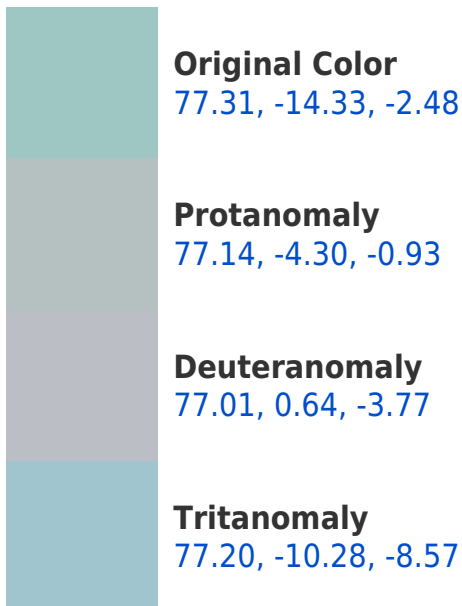 Original Color
77.31, -14.33, -2.48
Protanomaly
77.14, -4.30, -0.93
Deuteranomaly
77.01, 0.64, -3.77
Tritanomaly
77.20, -10.28, -8.57